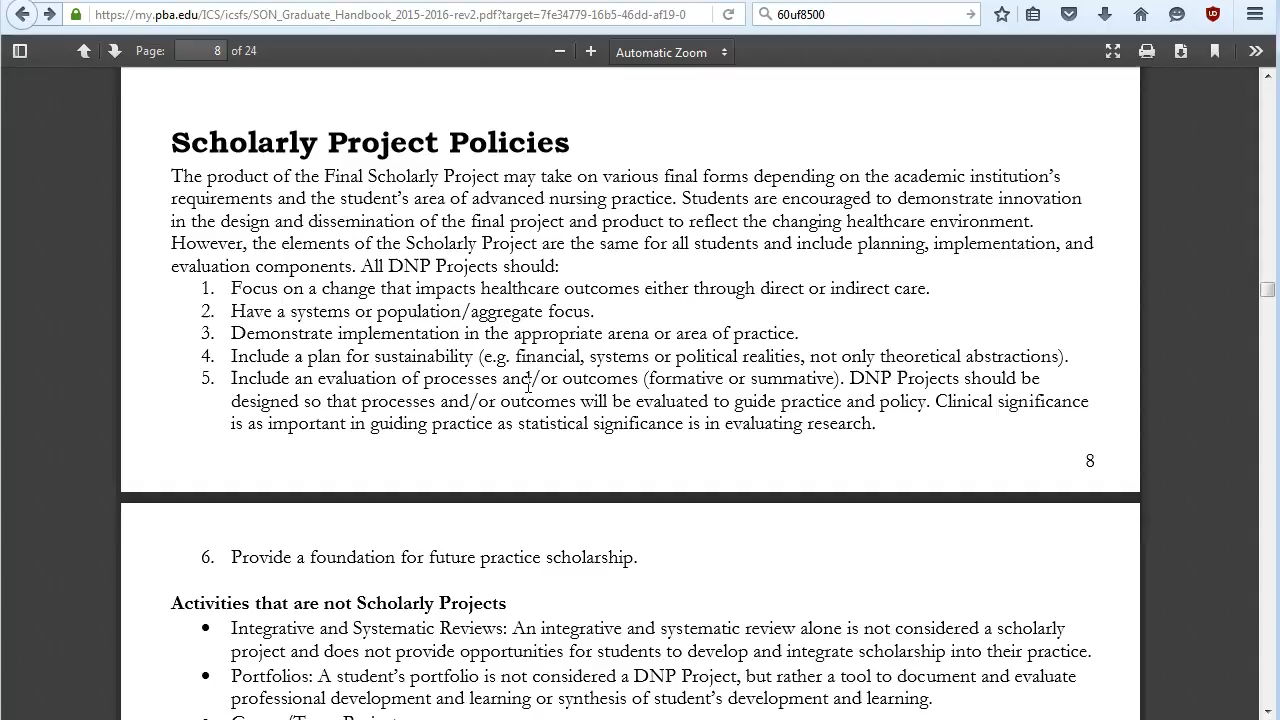 https://my.pba.edu/ICS/icsfs/SON_Graduate_Handbook_2015-2016-rev2.pdf?target=7fe34779-16b5-46dd-af19-0
60uf8500
Page: 8 of 24
Automatic Zoom
Scholarly Project Policies
The product of the Final Scholarly Project may take on various final forms depending on the academic institution's
requirements and the student's area of advanced nursing practice. Students are encouraged to demonstrate innovation
in the design and dissemination of the final project and product to reflect the changing healthcare environment.
However, the elements of the Scholarly Project are the same for all students and include planning, implementation, and
evaluation components. All DNP Projects should:
1. Focus on a change that impacts healthcare outcomes either through direct or indirect care.
2. Have a systems or population/aggregate focus.
3. Demonstrate implementation in the appropriate arena or area of practice.
4. Include a plan for sustainability (e.g. financial, systems or political realities, not only theoretical abstractions).
5. Include an evaluation of processes and/or outcomes (formative or summative). DNP Projects should be
designed so that processes and/or outcomes will be evaluated to guide practice and policy. Clinical significance
is as important in guiding practice as statistical significance is in evaluating research.
8
6. Provide a foundation for future practice scholarship.
Activities that are not Scholarly Projects
• Integrative and Systematic Reviews: An integrative and systematic review alone is not considered a scholarly
project and does not provide opportunities for students to develop and integrate scholarship into their practice.
• Portfolios: A student's portfolio is not considered a DNP Project, but rather a tool to document and evaluate
professional development and learning or synthesis of student's development and learning.